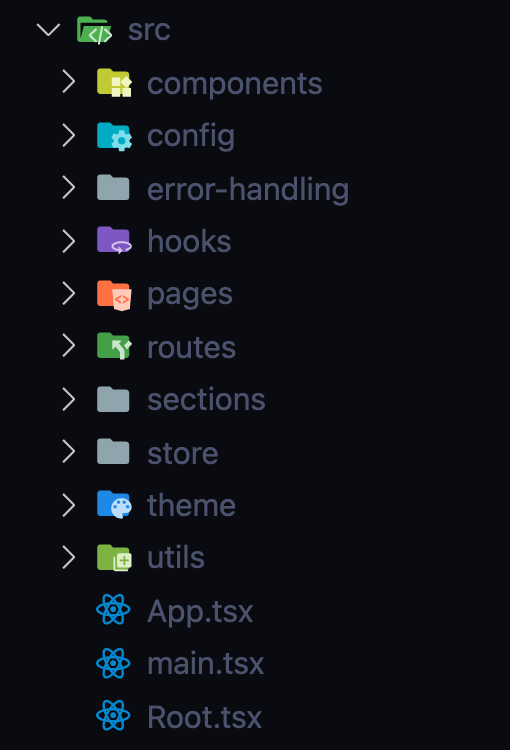 src
components
config
error-handling
hooks
pages
routes
sections
store
theme
utils
App.tsx
main.tsx
Root.tsx